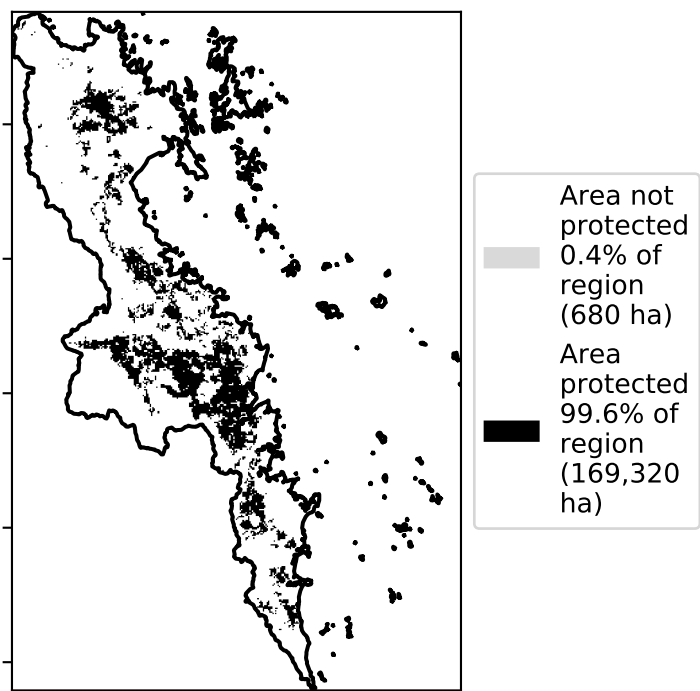 Area not
protected
0.4% of
region
(680 ha)
Area
protected
99.6% of
region
(169,320
ha)